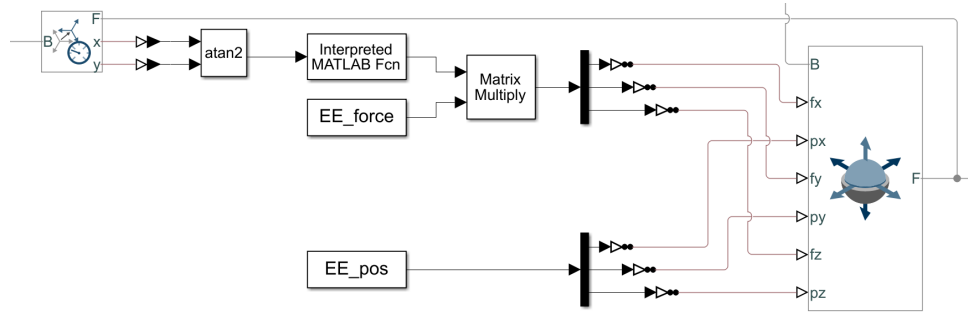 F
B
x
y
atan2
Interpreted
MATLAB Fcn
EE_force
Matrix
Multiply
B
fx
px
fy
F
py
fz
pz
EE_pos